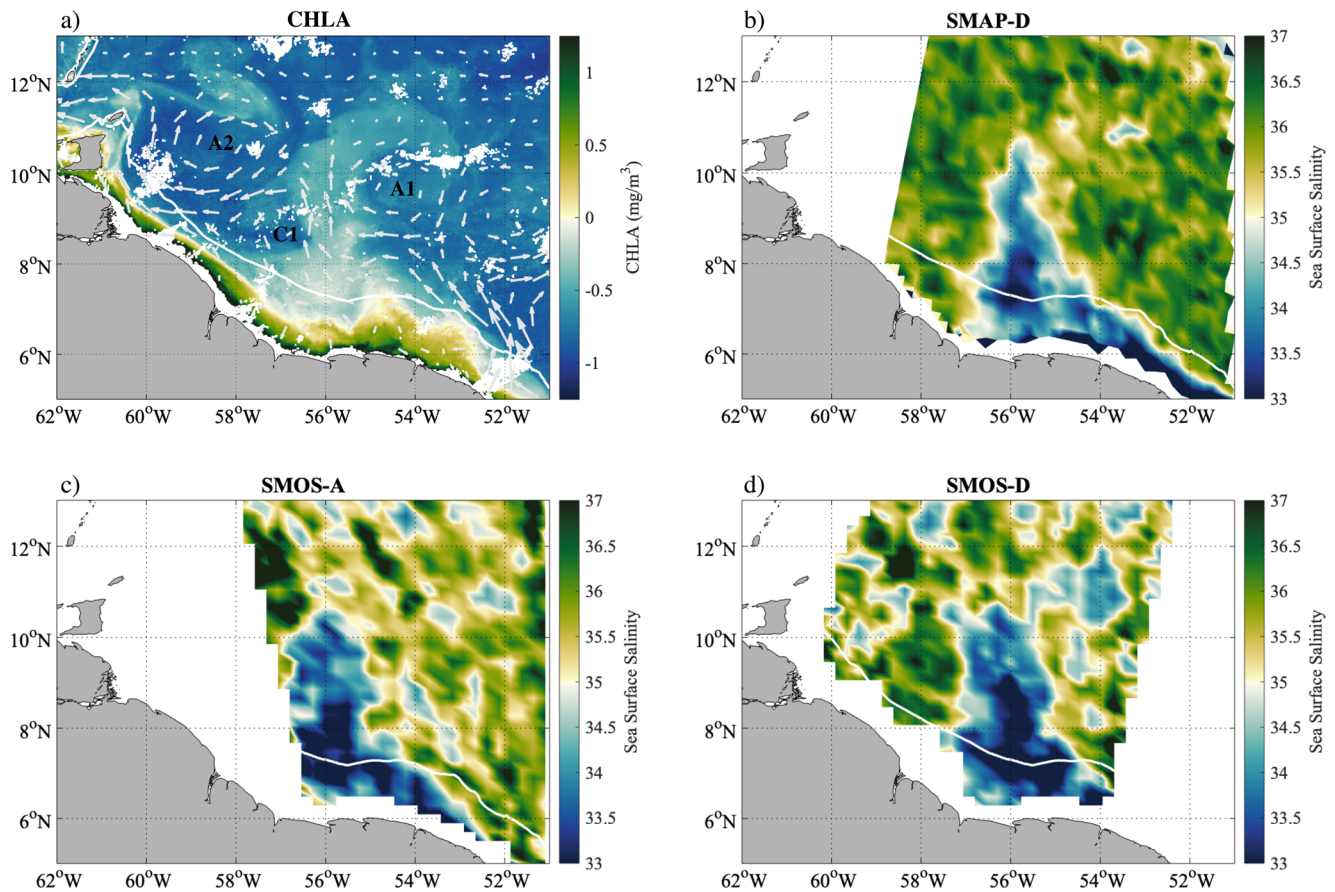 a) CHLA
12°N
10°N
8°N
6°N
62°W 60°W 58°W 56°W 54°W 52°W
A2
A1
C1
1
0.5
0
-0.5
-1
CHLA (mg/m³)
b) SMAP-D
12°N
10°N
8°N
6°N
62°W 60°W 58°W 56°W 54°W 52°W
37
36.5
36
35.5
35
34.5
34
33.5
33
Sea Surface Salinity
c) SMOS-A
12°N
10°N
8°N
6°N
62°W 60°W 58°W 56°W 54°W 52°W
37
36.5
36
35.5
35
34.5
34
33.5
33
Sea Surface Salinity
d) SMOS-D
12°N
10°N
8°N
6°N
62°W 60°W 58°W 56°W 54°W 52°W
37
36.5
36
35.5
35
34.5
34
33.5
33
Sea Surface Salinity